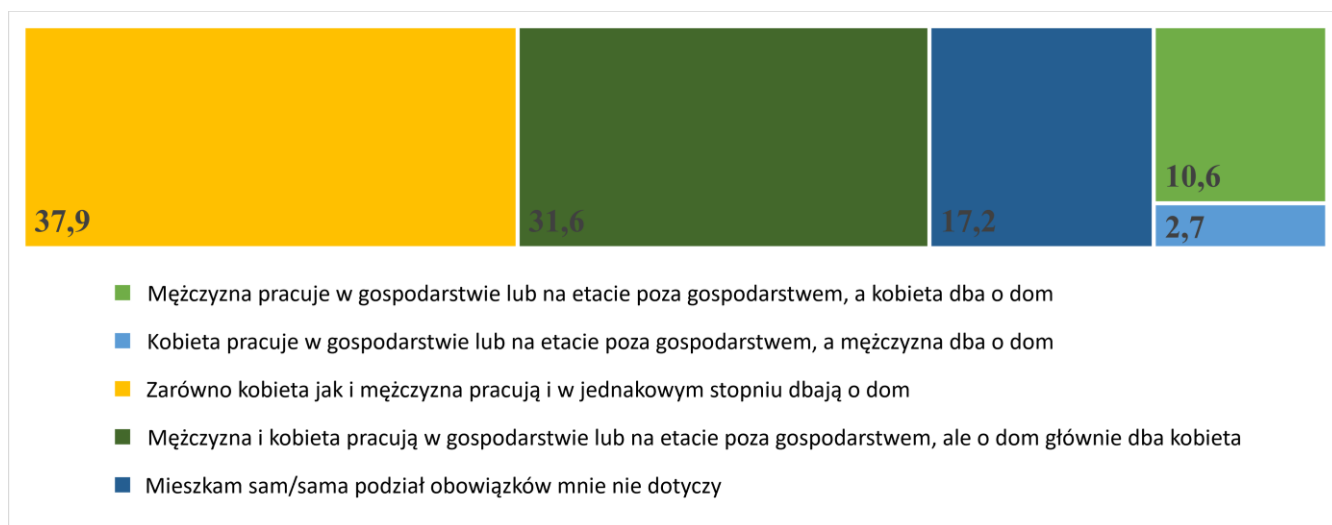 10,6
37,9
31,6
17,2
2,7
Mężczyzna pracuje w gospodarstwie lub na etacie poza gospodarstwem, a kobieta dba o dom
Kobieta pracuje w gospodarstwie lub na etacie poza gospodarstwem, a mężczyzna dba o dom
Zarówno kobieta jak i mężczyzna pracują i w jednakowym stopniu dbają o dom
Mężczyzna i kobieta pracują w gospodarstwie lub na etacie poza gospodarstwem, ale o dom głównie dba kobieta
Mieszkam sam/sama podział obowiązków mnie nie dotyczy